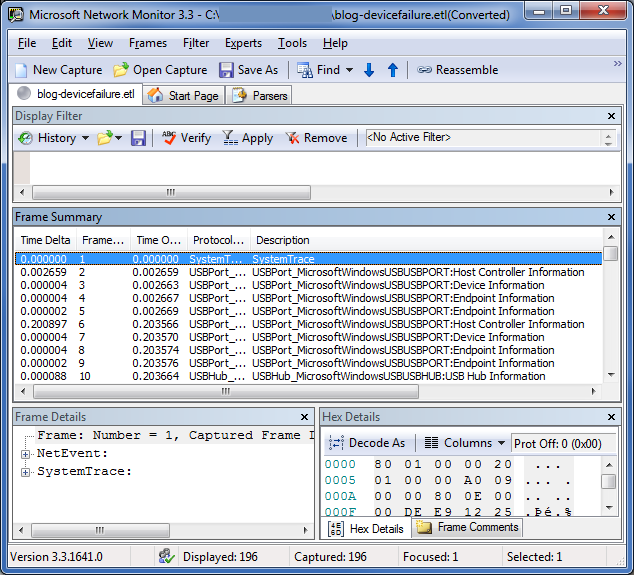 Microsoft Network Monitor 3.3 - C:\ \blog-devicefailure.etl(Converted)
File Edit View Frames Filter Experts Tools Help
New Capture Open Capture Save As Find Reassemble
blog-devicefailure.etl Start Page Parsers
Display Filter
History Verify Apply Remove <No Active Filter>
Frame Summary
Time Delta Frame... Time O... Protocol... Description
0.000000 1 0.000000 SystemT... SystemTrace
0.002659 2 0.002659 USBPort_... USBPort_MicrosoftWindowsUSBUSBPORT:Host Controller Information
0.000004 3 0.002663 USBPort_... USBPort_MicrosoftWindowsUSBUSBPORT:Device Information
0.000004 4 0.002667 USBPort_... USBPort_MicrosoftWindowsUSBUSBPORT:Endpoint Information
0.000002 5 0.002669 USBPort_... USBPort_MicrosoftWindowsUSBUSBPORT:Endpoint Information
0.200897 6 0.203566 USBPort_... USBPort_MicrosoftWindowsUSBUSBPORT:Host Controller Information
0.000004 7 0.203570 USBPort_... USBPort_MicrosoftWindowsUSBUSBPORT:Device Information
0.000004 8 0.203574 USBPort_... USBPort_MicrosoftWindowsUSBUSBPORT:Endpoint Information
0.000002 9 0.203576 USBPort_... USBPort_MicrosoftWindowsUSBUSBPORT:Endpoint Information
0.000088 10 0.203664 USBHub_... USBHub_MicrosoftWindowsUSBUSBHUB:USB Hub Information
Frame Details
Frame: Number = 1, Captured Frame
NetEvent:
SystemTrace:
Hex Details
Decode As Columns Prot Off: 0 (0x00)
0000 80 01 00 00 20 ...
0005 01 00 00 A0 09 ...
000A 00 00 80 0E 00 .. ..
000F 00 DE E9 12 25 .Þé.%
Hex Details Frame Comments
Version 3.3.1641.0 Displayed: 196 Captured: 196 Focused: 1 Selected: 1